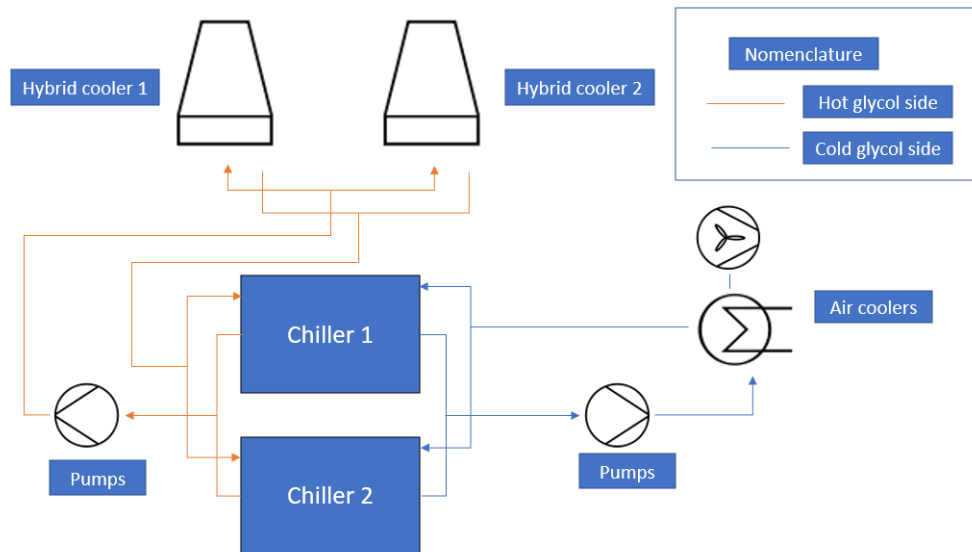 Hybrid cooler 1
Hybrid cooler 2
Nomenclature
Hot glycol side
Cold glycol side
Air coolers
Chiller 1
Pumps
Pumps
Chiller 2